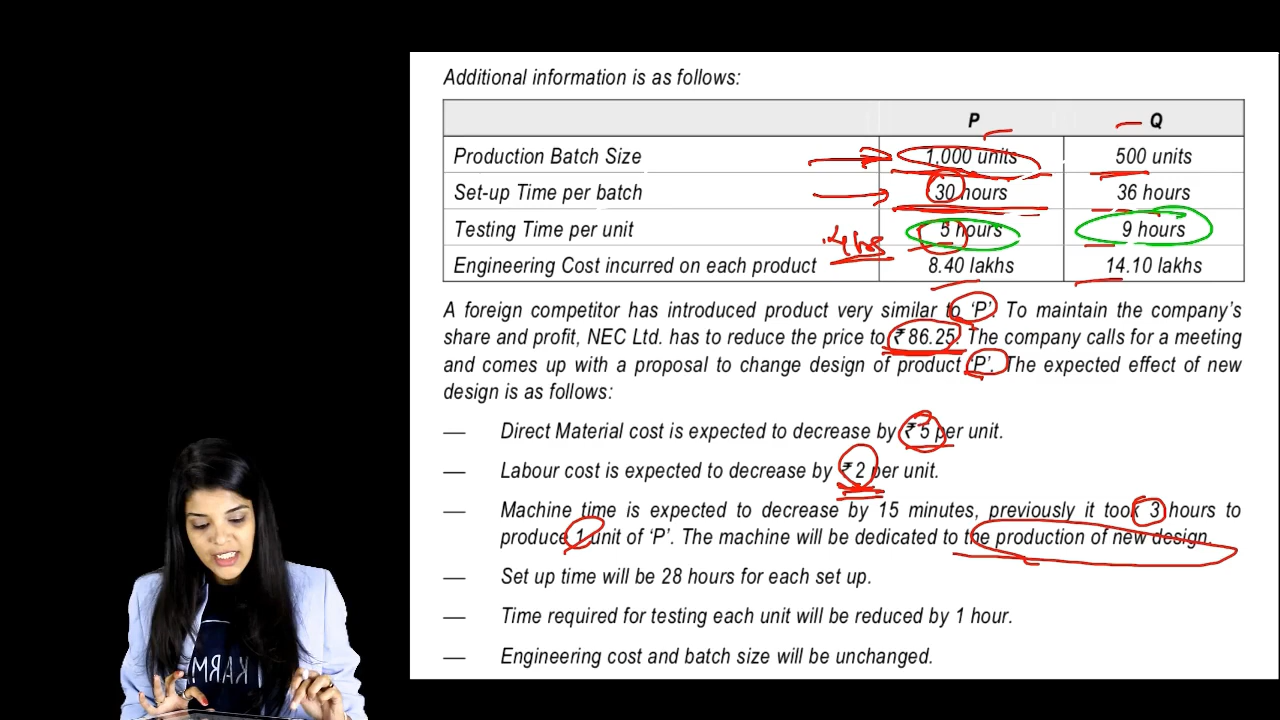 Additional information is as follows:
P Q
Production Batch Size 1,000 units 500 units
Set-up Time per batch 30 hours 36 hours
Testing Time per unit 5 hours 9 hours
.4 hrs
Engineering Cost incurred on each product 8.40 lakhs 14.10 lakhs
A foreign competitor has introduced product very similar to ‘P’. To maintain the company’s
share and profit, NEC Ltd. has to reduce the price to ₹ 86.25. The company calls for a meeting
and comes up with a proposal to change design of product ‘P’. The expected effect of new
design is as follows:
— Direct Material cost is expected to decrease by ₹ 5 per unit.
— Labour cost is expected to decrease by ₹ 2 per unit.
— Machine time is expected to decrease by 15 minutes, previously it took 3 hours to
produce 1 unit of ‘P’. The machine will be dedicated to the production of new design.
— Set up time will be 28 hours for each set up.
— Time required for testing each unit will be reduced by 1 hour.
— Engineering cost and batch size will be unchanged.